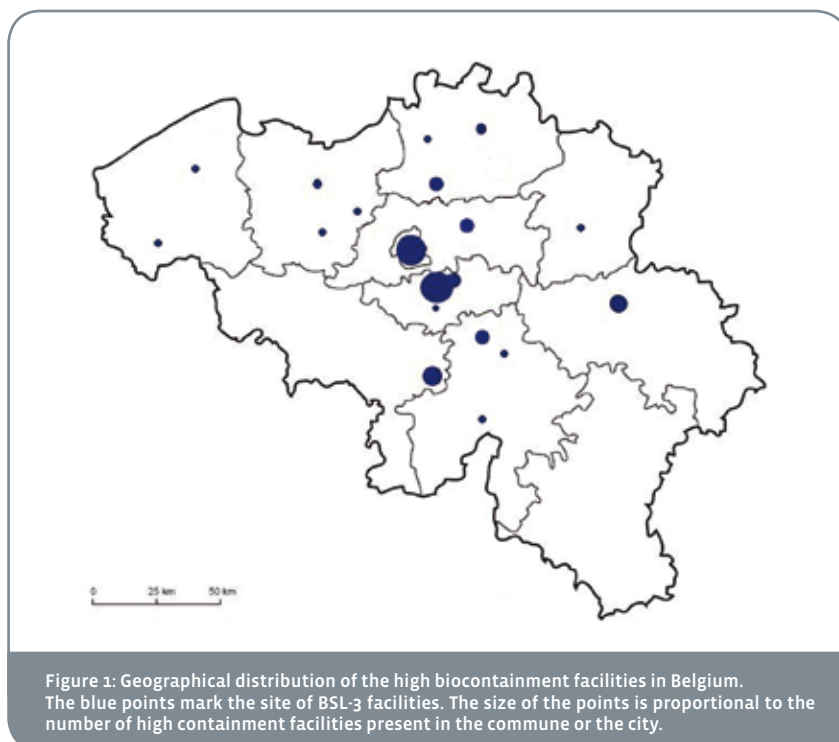 0 25 km 50 km
Figure 1: Geographical distribution of the high biocontainment facilities in Belgium.
The blue points mark the site of BSL-3 facilities. The size of the points is proportional to the
number of high containment facilities present in the commune or the city.